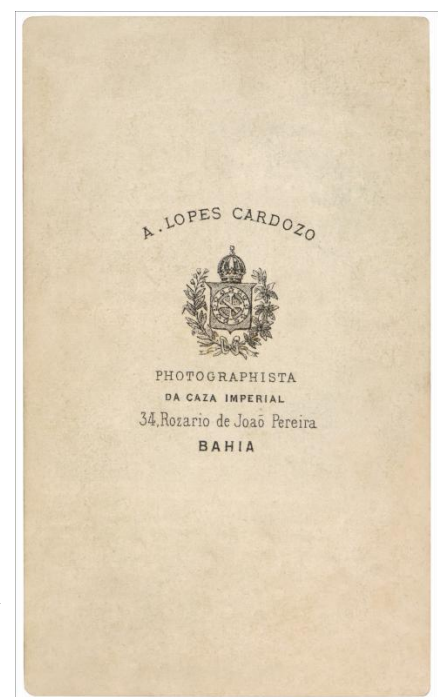 A. LOPES CARDOZO
PHOTOGRAPHISTA
DA CAZA IMPERIAL
34, Rozario de Joaõ Pereira
BAHIA